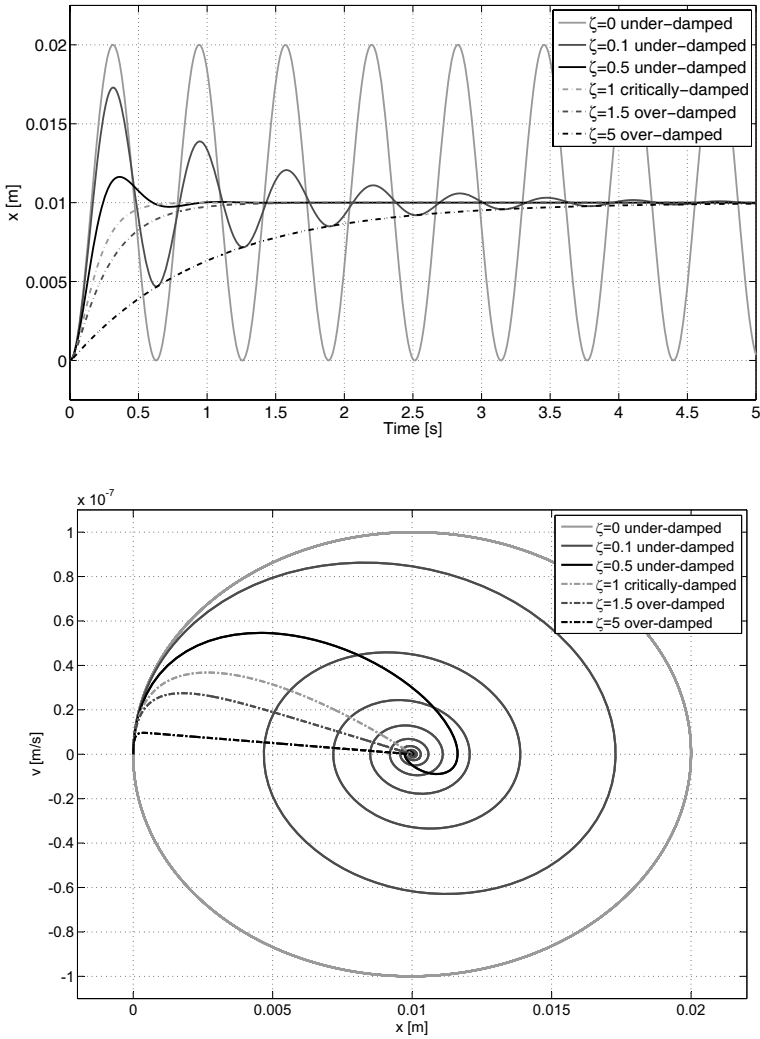 ζ=0 under−damped
ζ=0.1 under−damped
ζ=0.5 under−damped
ζ=1 critically−damped
ζ=1.5 over−damped
ζ=5 over−damped
0.02
0.015
0.01
0.005
0
x [m]
0 0.5 1 1.5 2 2.5 3 3.5 4 4.5 5
Time [s]
x 10⁻⁷
ζ=0 under-damped
ζ=0.1 under-damped
ζ=0.5 under-damped
ζ=1 critically-damped
ζ=1.5 over-damped
ζ=5 over-damped
1
0.8
0.6
0.4
0.2
0
-0.2
-0.4
-0.6
-0.8
-1
v [m/s]
0 0.005 0.01 0.015 0.02
x [m]